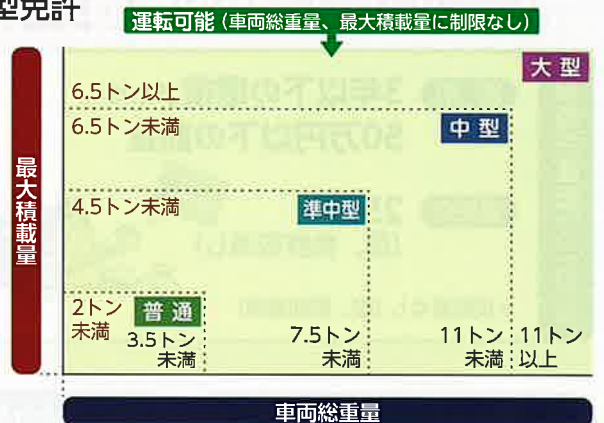 型免許
運転可能（車両総重量、最大積載量に制限なし）
大型
6.5トン以上
6.5トン未満
中型
最大積載量
4.5トン未満
準中型
2トン
未満
普通
3.5トン
未満
7.5トン
未満
11トン
未満
11トン
以上
車両総重量